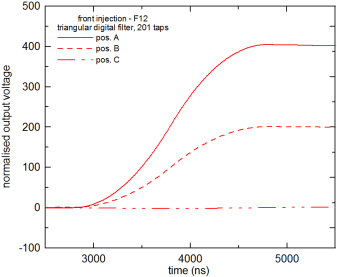 front injection - F12
triangular digital filter, 201 taps
pos. A
pos. B
pos. C
normalised output voltage
500
400
300
200
100
0
-100
3000
4000
5000
time (ns)